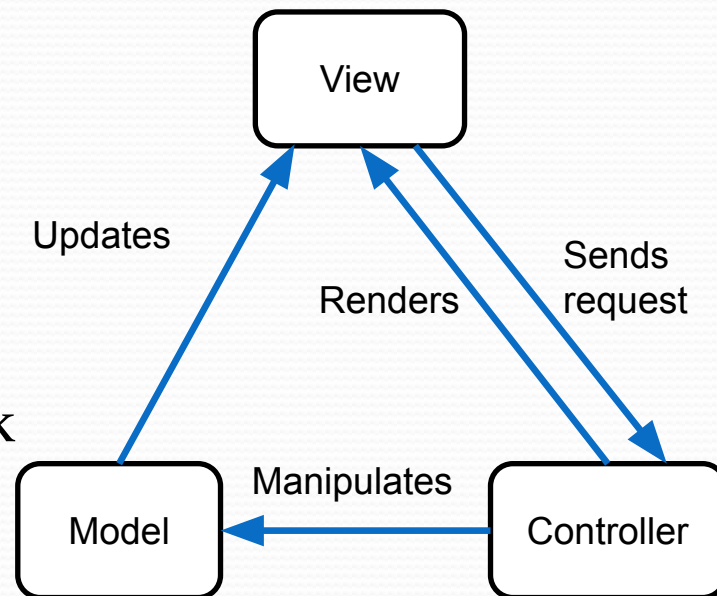 View
Updates
Sends
request
Renders
k
Manipulates
Model
Controller